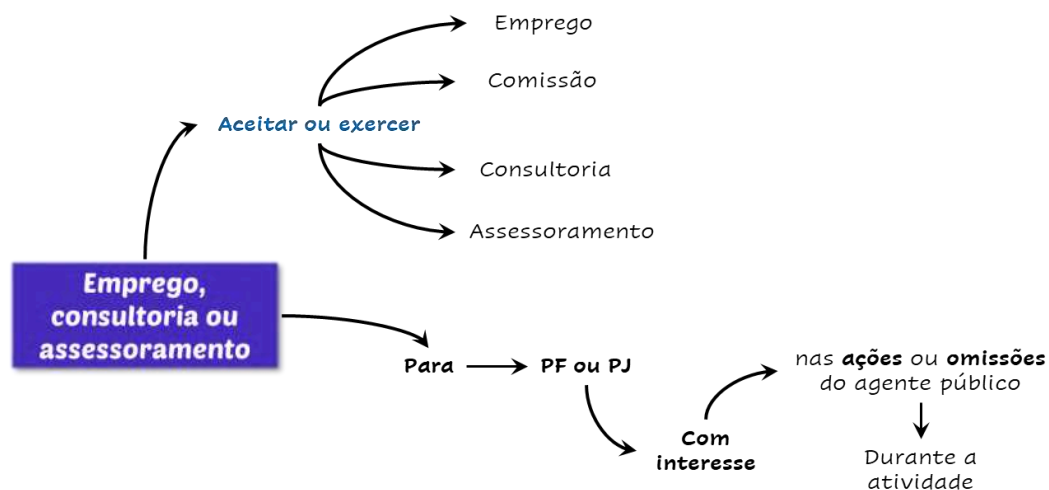 Emprego
Comissão
Aceitar ou exercer
Consultoria
Assessoramento
Emprego,
consultoria ou
assessoramento
Para
PF ou PJ
Com
interesse
nas ações ou omissões
do agente público
Durante a
atividade